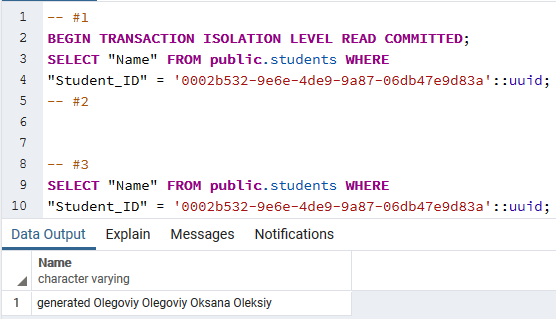 1 -- #1
2 BEGIN TRANSACTION ISOLATION LEVEL READ COMMITTED;
3 SELECT "Name" FROM public.students WHERE
4 "Student_ID" = '0002b532-9e6e-4de9-9a87-06db47e9d83a'::uuid;
5 -- #2
6
7
8 -- #3
9 SELECT "Name" FROM public.students WHERE
10 "Student_ID" = '0002b532-9e6e-4de9-9a87-06db47e9d83a'::uuid;
Data Output Explain Messages Notifications
Name
character varying
1 generated Olegoviy Olegoviy Oksana Oleksiy